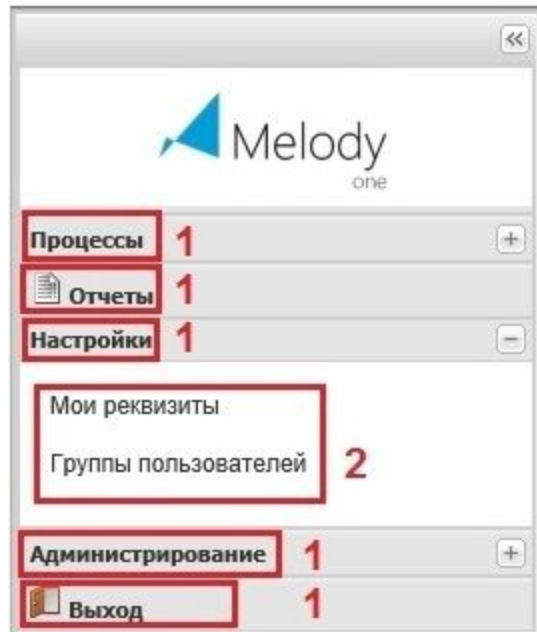 Melody
one
Процессы 1
Отчеты 1
Настройки 1
Мои реквизиты
Группы пользователей 2
Администрирование 1
Выход 1